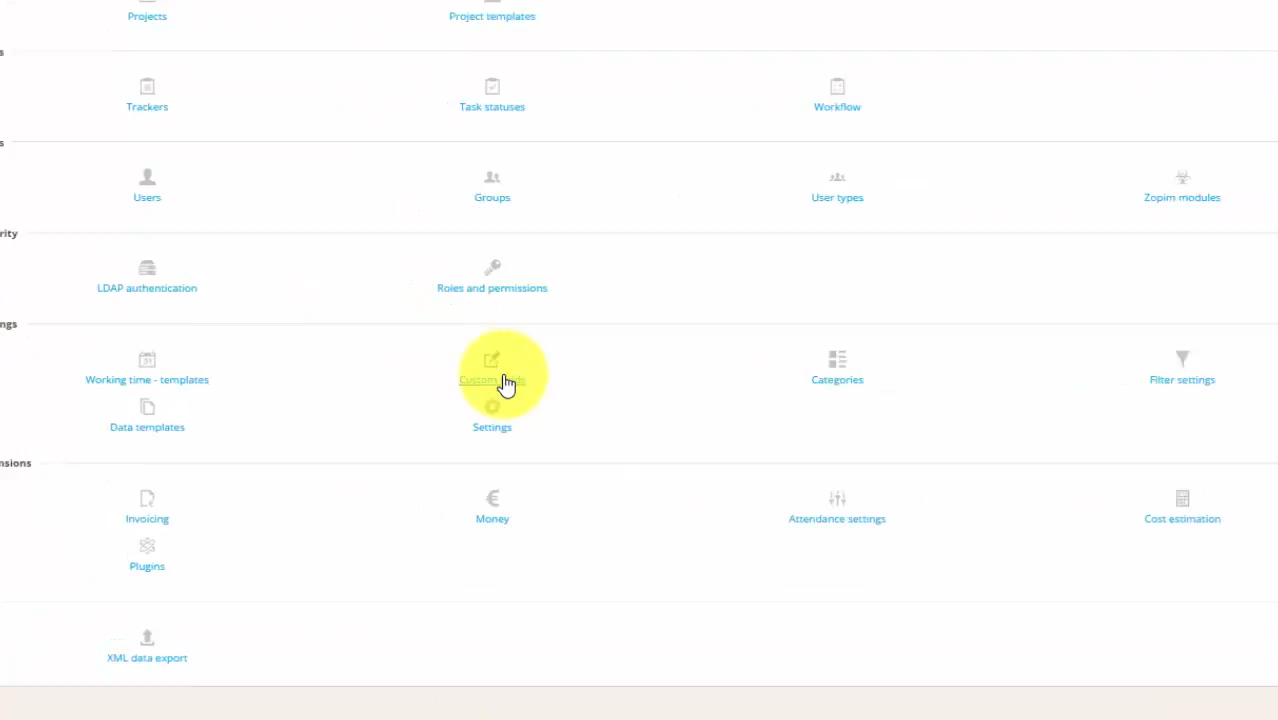 Projects Project templates
s
Trackers Task statuses Workflow
s
Users Groups User types Zopim modules
rity
LDAP authentication Roles and permissions
ngs
Working time - templates Custom Categories Filter settings
Data templates Settings
nsions
Invoicing Money Attendance settings Cost estimation
Plugins
XML data export